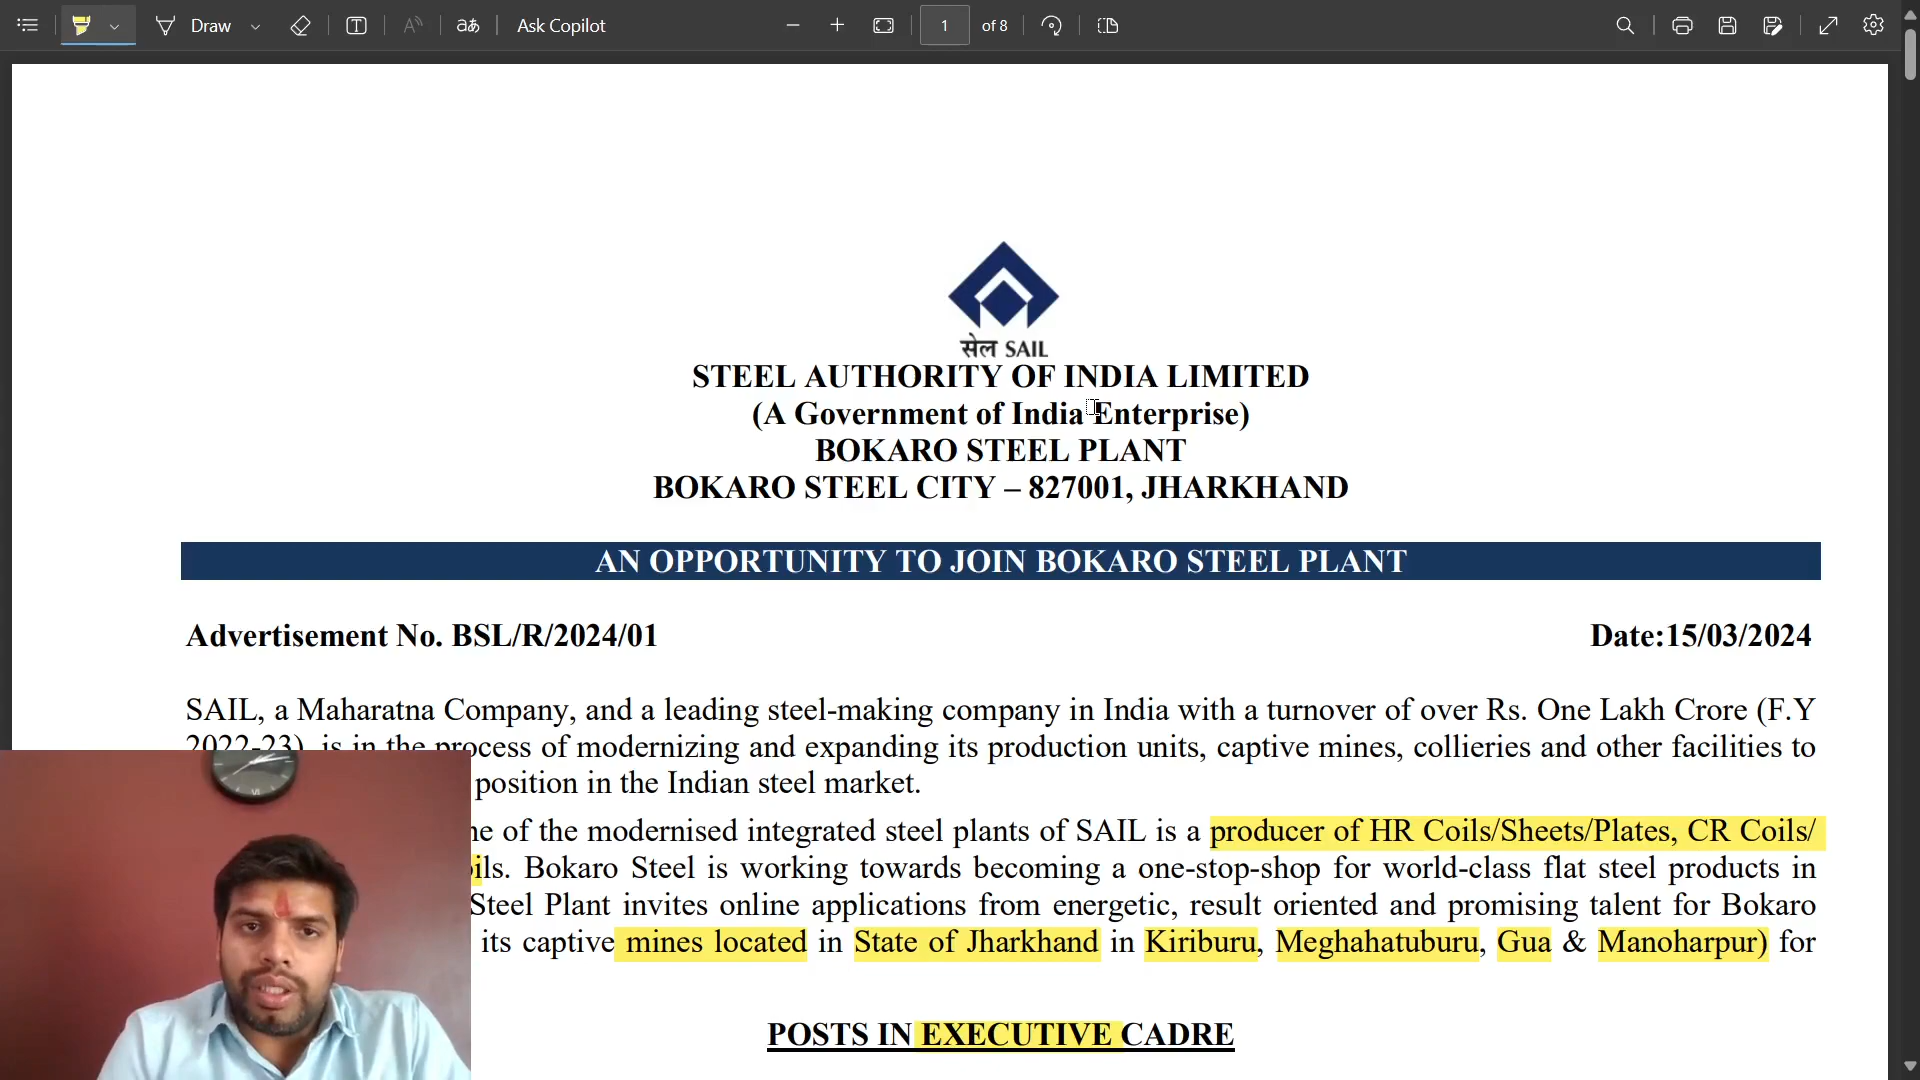 Draw
Ask Copilot
1 of 8
सेल SAIL
STEEL AUTHORITY OF INDIA LIMITED
(A Government of India Enterprise)
BOKARO STEEL PLANT
BOKARO STEEL CITY – 827001, JHARKHAND
AN OPPORTUNITY TO JOIN BOKARO STEEL PLANT
Advertisement No. BSL/R/2024/01 Date:15/03/2024
SAIL, a Maharatna Company, and a leading steel-making company in India with a turnover of over Rs. One Lakh Crore (F.Y
2022-23), is in the process of modernizing and expanding its production units, captive mines, collieries and other facilities to
position in the Indian steel market.
of the modernised integrated steel plants of SAIL is a producer of HR Coils/Sheets/Plates, CR Coils/
ils. Bokaro Steel is working towards becoming a one-stop-shop for world-class flat steel products in
Steel Plant invites online applications from energetic, result oriented and promising talent for Bokaro
its captive mines located in State of Jharkhand in Kiriburu, Meghahatuburu, Gua & Manoharpur) for
POSTS IN EXECUTIVE CADRE